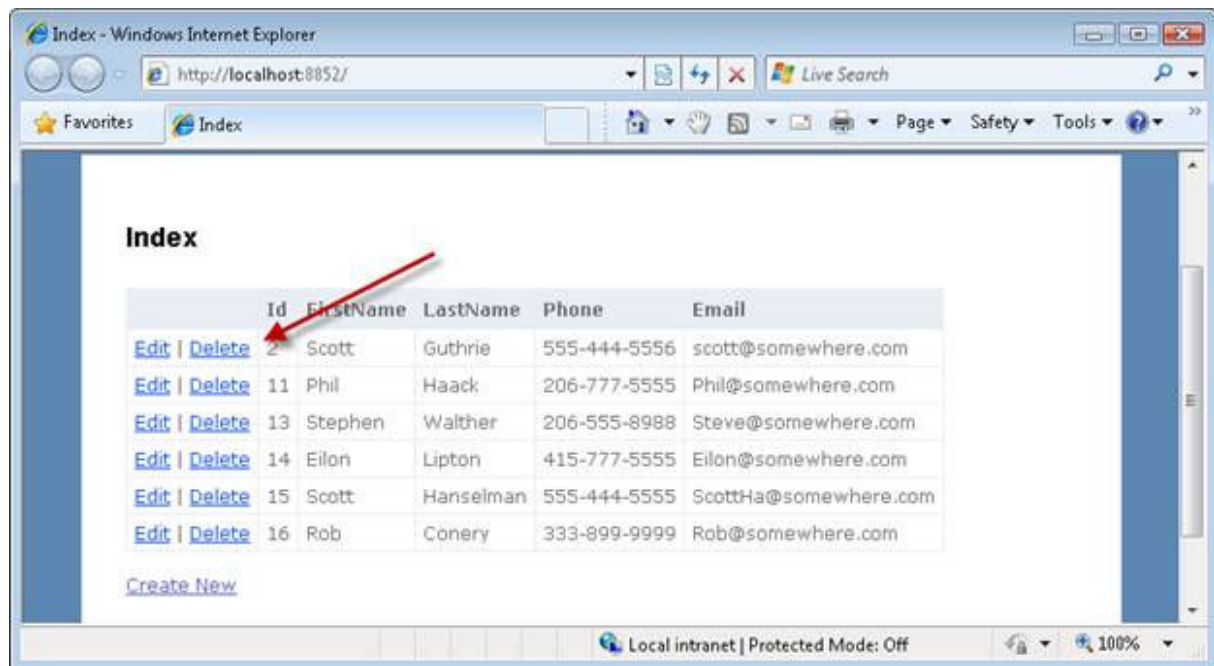 Index - Windows Internet Explorer
http://localhost:8852/ Live Search
Favorites Index Page Safety Tools
Index
Id FirstName LastName Phone Email
Edit | Delete 2 Scott Guthrie 555-444-5556 scott@somewhere.com
Edit | Delete 11 Phil Haack 206-777-5555 Phil@somewhere.com
Edit | Delete 13 Stephen Walther 206-555-8988 Steve@somewhere.com
Edit | Delete 14 Eilon Lipton 415-777-5555 Eilon@somewhere.com
Edit | Delete 15 Scott Hanselman 555-444-5555 ScottHa@somewhere.com
Edit | Delete 16 Rob Conery 333-899-9999 Rob@somewhere.com
Create New
Local intranet | Protected Mode: Off 100%